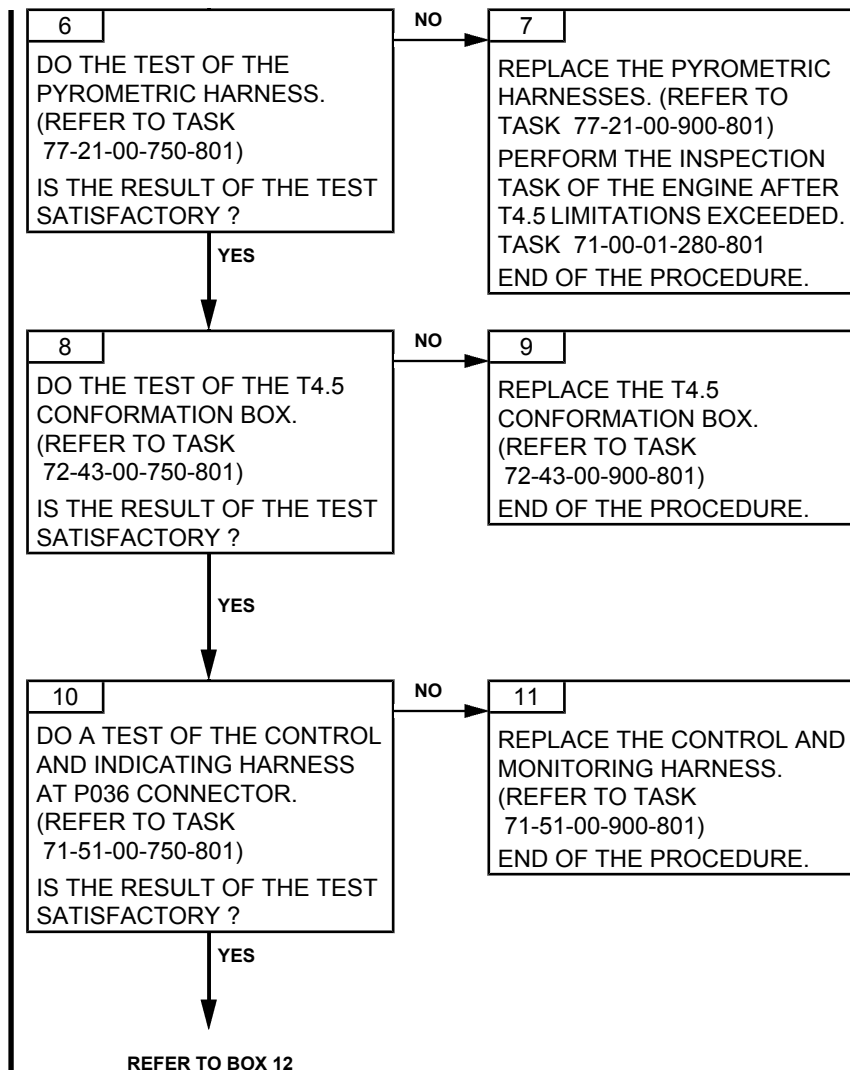 6
DO THE TEST OF THE
PYROMETRIC HARNESS.
(REFER TO TASK
77-21-00-750-801)
IS THE RESULT OF THE TEST
SATISFACTORY ?
NO
7
REPLACE THE PYROMETRIC
HARNESSES. (REFER TO
TASK 77-21-00-900-801)
PERFORM THE INSPECTION
TASK OF THE ENGINE AFTER
T4.5 LIMITATIONS EXCEEDED.
TASK 71-00-01-280-801
END OF THE PROCEDURE.
YES
8
DO THE TEST OF THE T4.5
CONFORMATION BOX.
(REFER TO TASK
72-43-00-750-801)
IS THE RESULT OF THE TEST
SATISFACTORY ?
NO
9
REPLACE THE T4.5
CONFORMATION BOX.
(REFER TO TASK
72-43-00-900-801)
END OF THE PROCEDURE.
YES
10
DO A TEST OF THE CONTROL
AND INDICATING HARNESS
AT P036 CONNECTOR.
(REFER TO TASK
71-51-00-750-801)
IS THE RESULT OF THE TEST
SATISFACTORY ?
NO
11
REPLACE THE CONTROL AND
MONITORING HARNESS.
(REFER TO TASK
71-51-00-900-801)
END OF THE PROCEDURE.
YES
REFER TO BOX 12